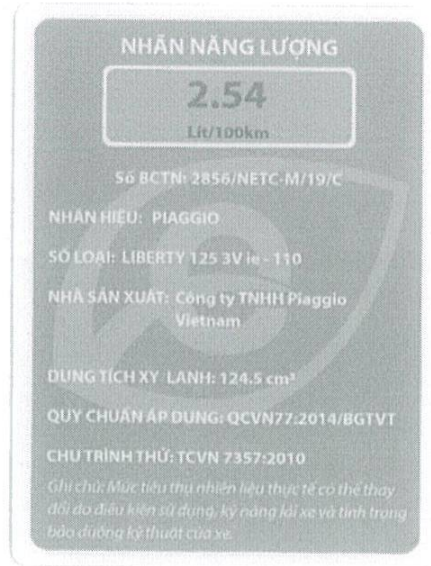 NHÃN NĂNG LƯỢNG
2.54
Lít/100km
Số BCTN: 2856/NETC-M/19/C
NHÃN HIỆU: PIAGGIO
SỐ LOẠI: LIBERTY 125 3V ie - 110
NHÀ SẢN XUẤT: Công ty TNHH Piaggio
Vietnam
DUNG TÍCH XY LANH: 124.5 cm³
QUY CHUẨN ÁP DỤNG: QCVN77:2014/BGTVT
CHU TRÌNH THỬ: TCVN 7357:2010
Ghi chú: Mức tiêu thụ nhiên liệu thực tế có thể thay
đổi do điều kiện sử dụng, kỹ năng lái xe và tình trạng
bảo dưỡng kỹ thuật của xe.